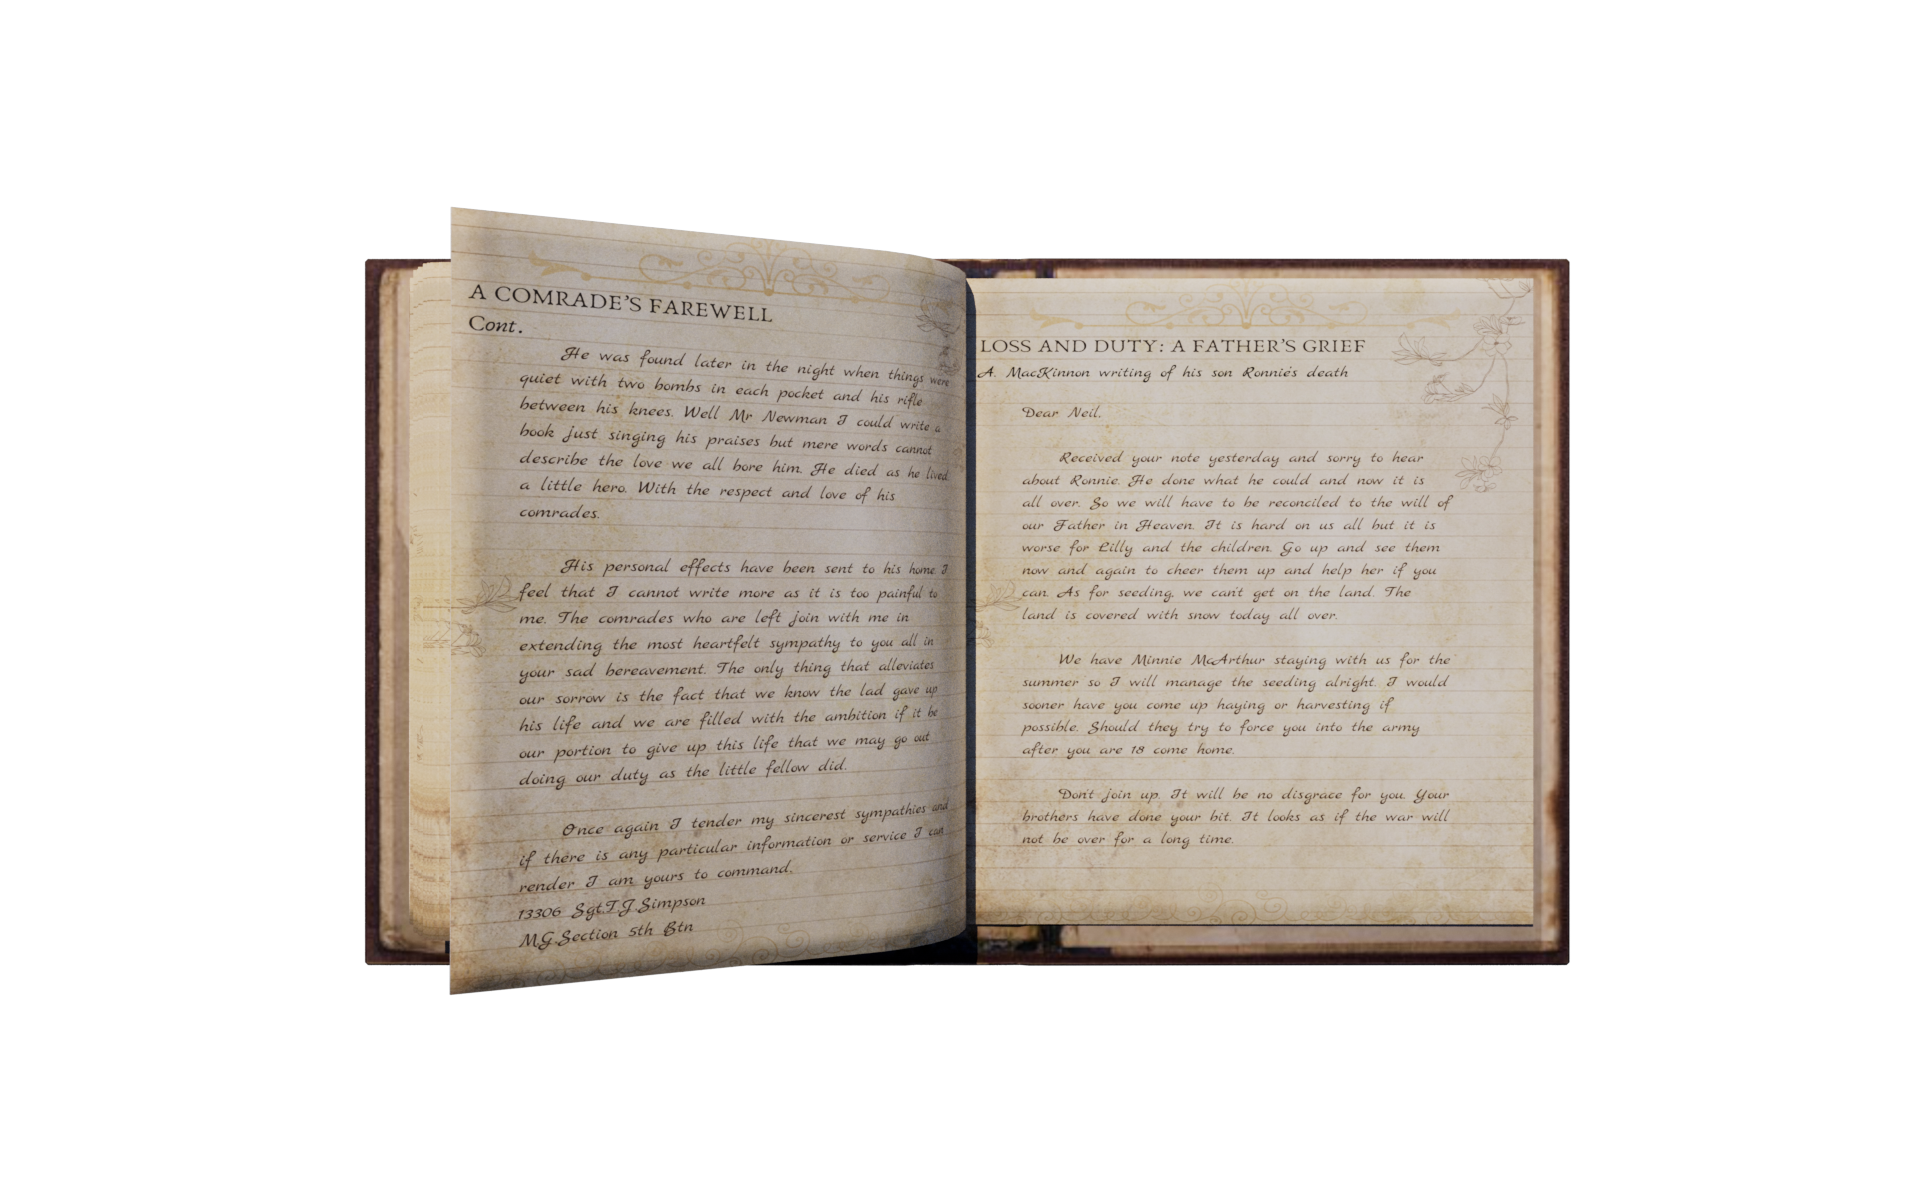 A COMRADE'S FAREWELL
Cont.
He was found later in the night when things were
quiet with two bombs in each pocket and his rifle
between his knees. Well Mr Newman I could write a
book just singing his praises but mere words cannot
describe the love we all bore him. He died as he lived
a little hero. With the respect and love of his
comrades.
His personal effects have been sent to his home. I
feel that I cannot write more as it is too painful to
me. The comrades who are left join with me in
extending the most heartfelt sympathy to you all in
your sad bereavement. The only thing that alleviates
our sorrow is the fact that we know the lad gave up
his life and we are filled with the ambition if it be
our portion to give up this life that we may go out
doing our duty as the little fellow did.
Once again I tender my sincerest sympathies and
if there is any particular information or service I can
render I am yours to command.
13306 Sgt.T.J.Simpson
M.G.Section 5th Btn
LOSS AND DUTY: A FATHER'S GRIEF
A. MacKinnon writing of his son Ronnie's death
Dear Neil,
Received your note yesterday and sorry to hear
about Ronnie. He done what he could and now it is
all over. So we will have to be reconciled to the will of
our Father in Heaven. It is hard on us all but it is
worse for Lilly and the children. Go up and see them
now and again to cheer them up and help her if you
can. As for seeding, we can't get on the land. The
land is covered with snow today all over.
We have Minnie McArthur staying with us for the
summer so I will manage the seeding alright. I would
sooner have you come up haying or harvesting if
possible. Should they try to force you into the army
after you are 18 come home.
Don't join up. It will be no disgrace for you. Your
brothers have done your bit. It looks as if the war will
not be over for a long time.